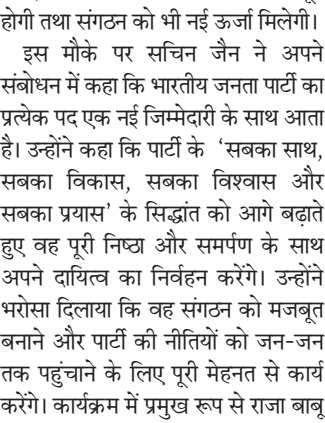 होगी तथा संगठन को भी नई ऊर्जा मिलेगी।
इस मौके पर सचिन जैन ने अपने
संबोधन में कहा कि भारतीय जनता पार्टी का
प्रत्येक पद एक नई जिम्मेदारी के साथ आता
है। उन्होंने कहा कि पार्टी के ‘सबका साथ,
सबका विकास, सबका विश्वास और
सबका प्रयास’ के सिद्धांत को आगे बढ़ाते
हुए वह पूरी निष्ठा और समर्पण के साथ
अपने दायित्व का निर्वहन करेंगे। उन्होंने
भरोसा दिलाया कि वह संगठन को मजबूत
बनाने और पार्टी की नीतियों को जन-जन
तक पहुंचाने के लिए पूरी मेहनत से कार्य
करेंगे। कार्यक्रम में प्रमुख रूप से राजा बाबू